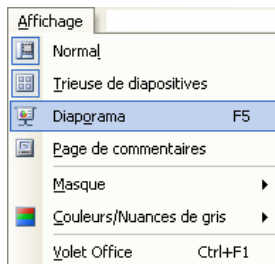 Affichage
Normal
Trieuse de diapositives
Diaporama F5
Page de commentaires
Masque
Couleurs/Nuances de gris
Volet Office Ctrl+F1